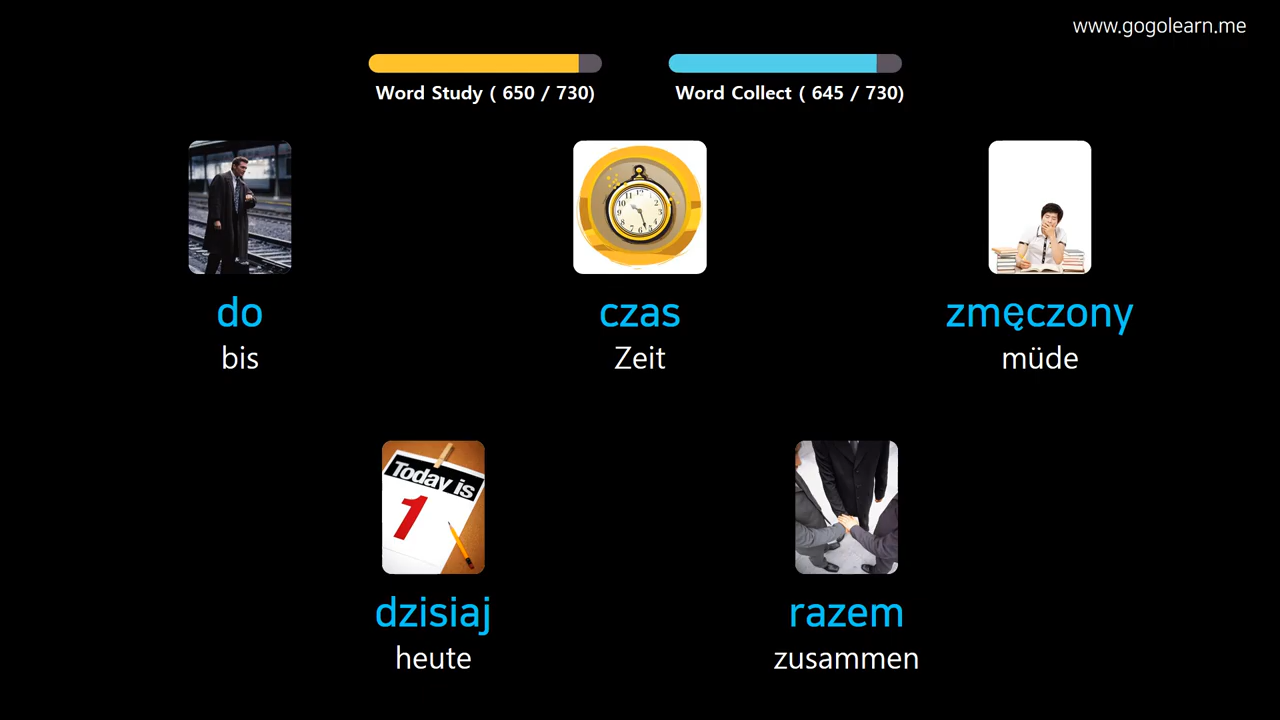 www.gogolearn.me
Word Study ( 650 / 730)
Word Collect ( 645 / 730)
do
bis
czas
Zeit
zmęczony
müde
Today is
1
dzisiaj
heute
razem
zusammen